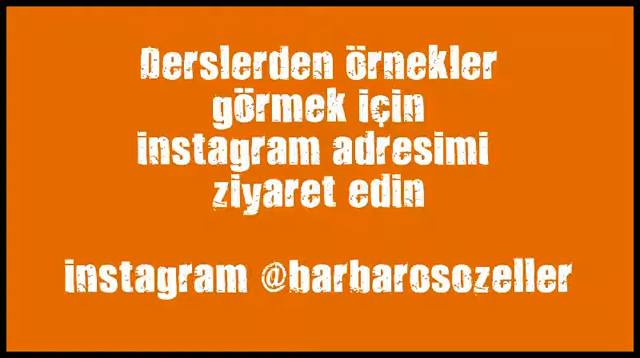 Derslerden örnekler
görmek için
instagram adresimi
ziyaret edin
instagram @barbarosozeller